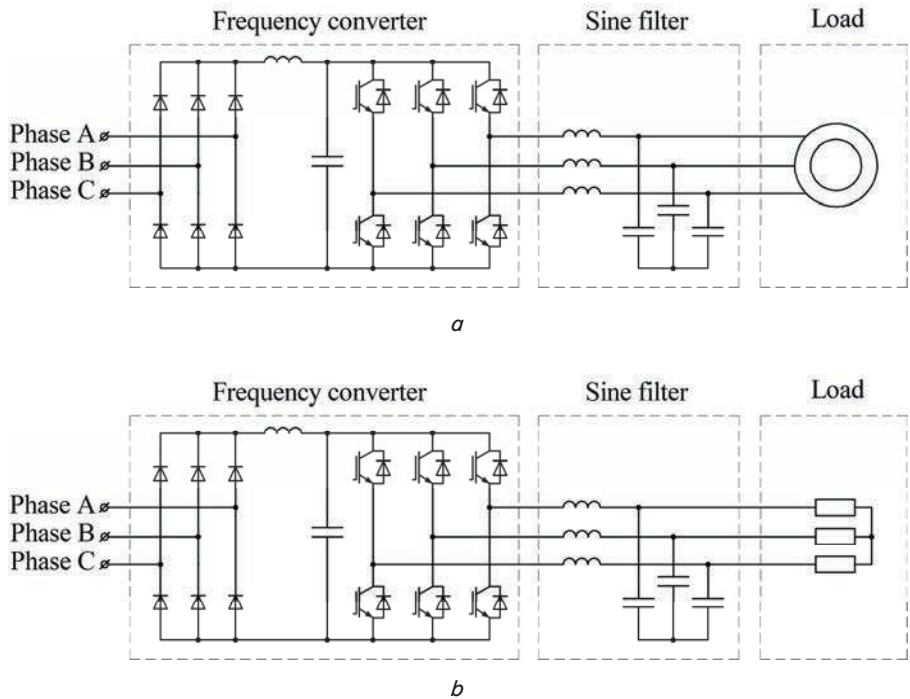 Frequency converter Sine filter Load
Phase A
Phase B
Phase C
a
Frequency converter Sine filter Load
Phase A
Phase B
Phase C
b